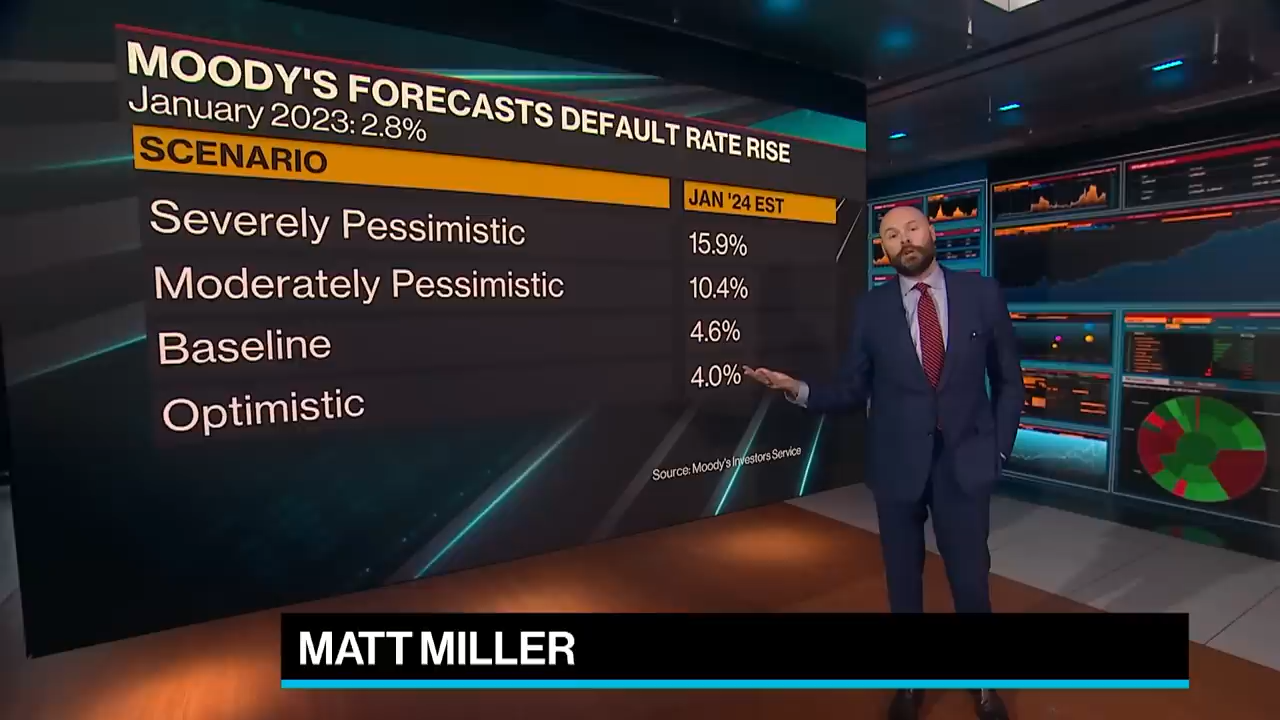 MOODY'S FORECASTS DEFAULT RATE RISE
January 2023: 2.8%
SCENARIO JAN '24 EST
Severely Pessimistic 15.9%
Moderately Pessimistic 10.4%
Baseline 4.6%
Optimistic 4.0%
Source: Moody's Investors Service
MATT MILLER